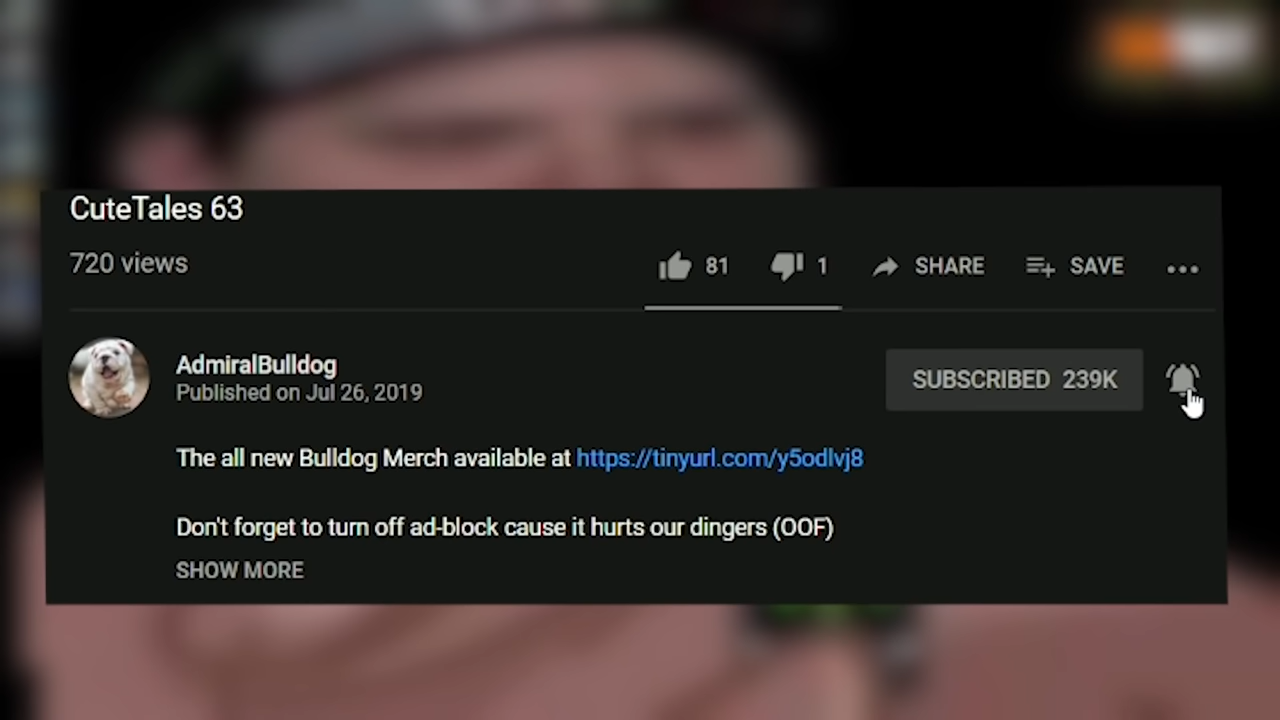 CuteTales 63
720 views
81
1
SHARE
SAVE
AdmiralBulldog
Published on Jul 26, 2019
SUBSCRIBED 239K
The all new Bulldog Merch available at https://tinyurl.com/y5odlvj8
Don't forget to turn off ad-block cause it hurts our dingers (OOF)
SHOW MORE